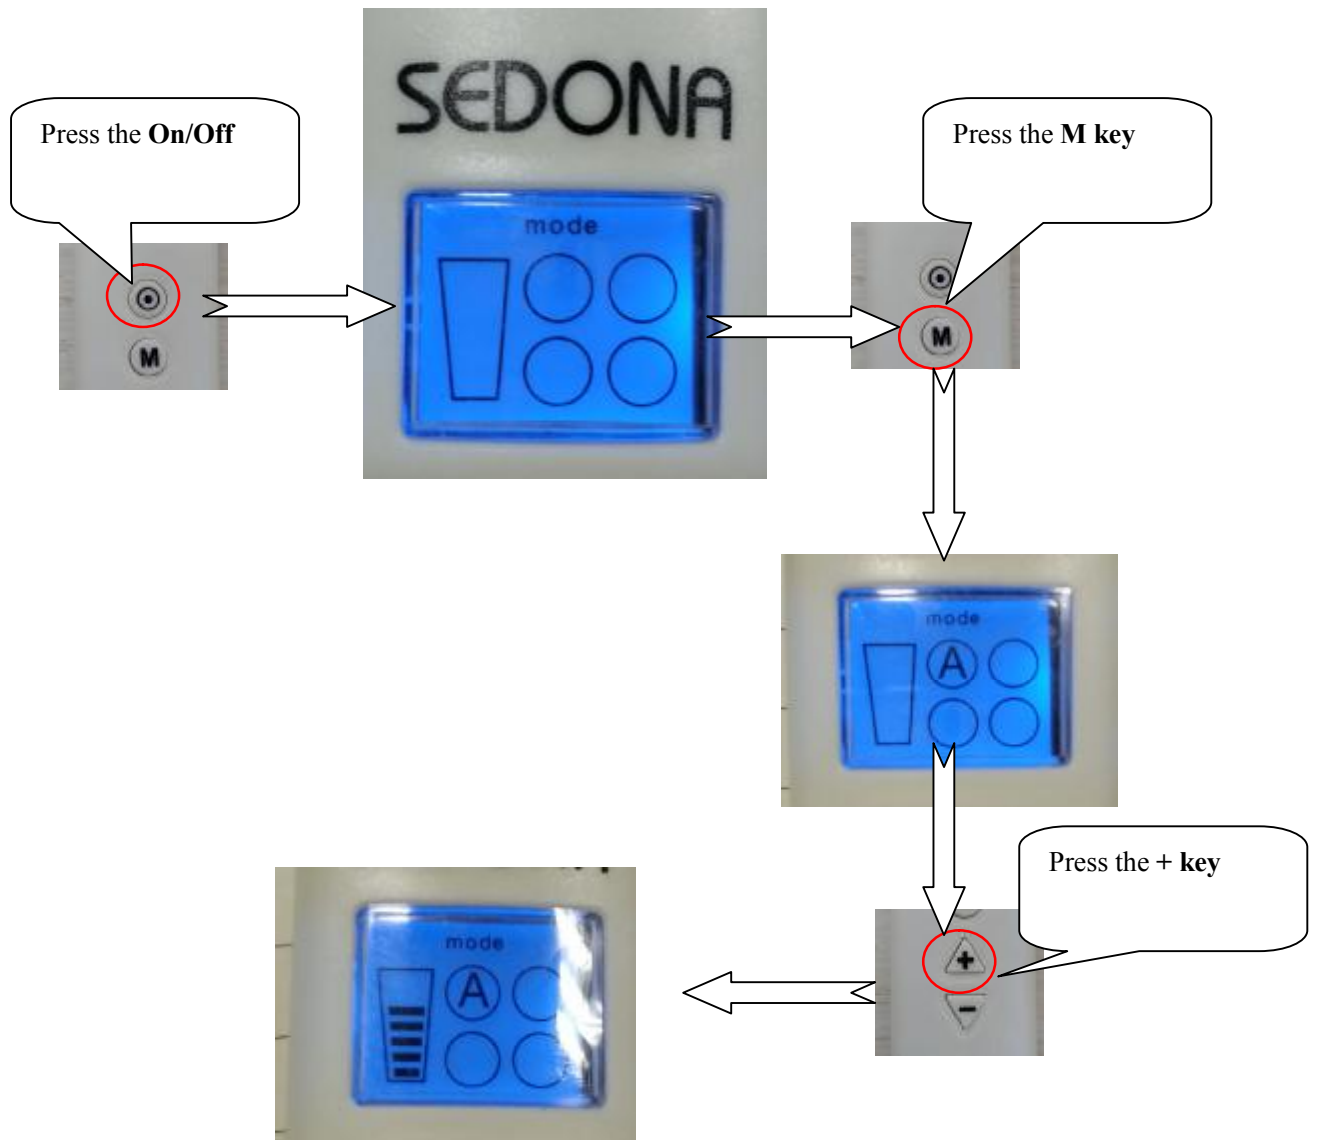 SEDONA
Press the On/Off
Press the M key
mode
M
M
mode
A
Press the + key
mode
A
+
-